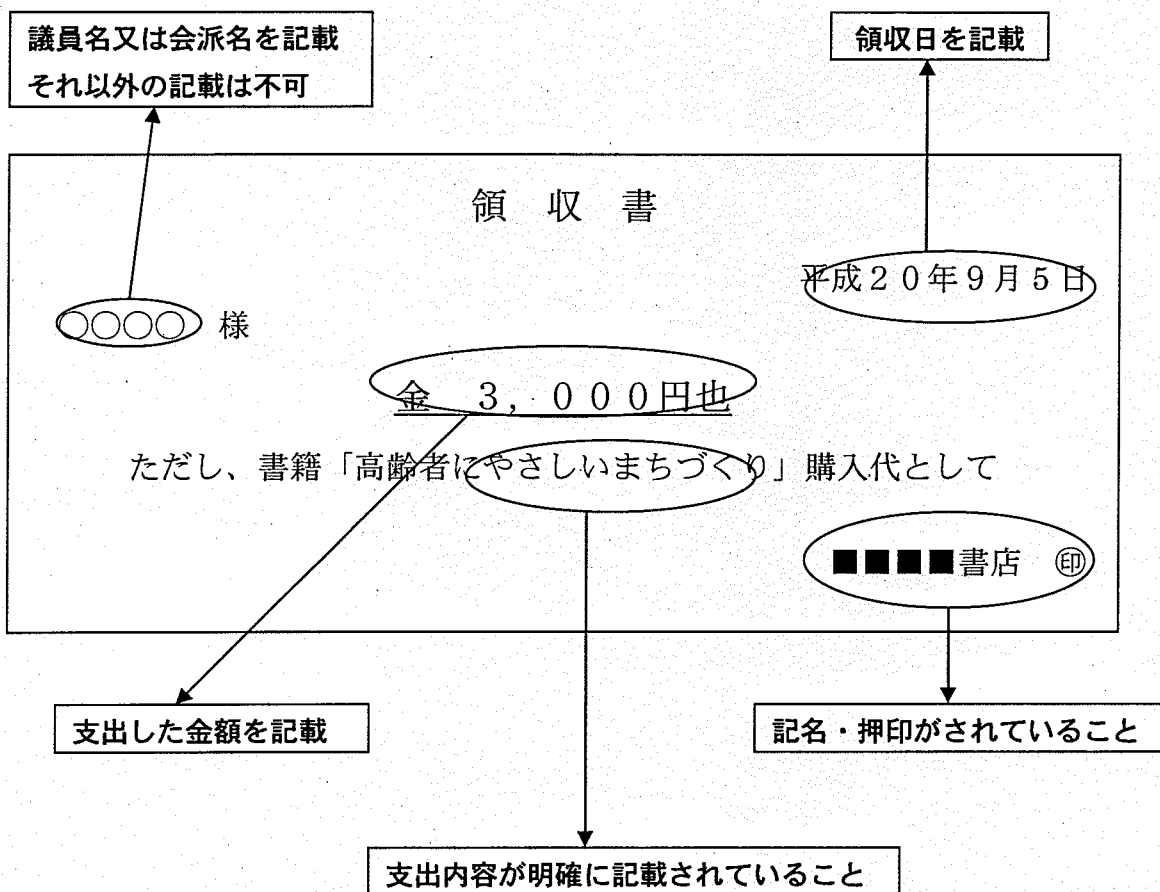 議員名又は会派名を記載
それ以外の記載は不可
領収日を記載
領　収　書
平成２０年９月５日
○○○○ 様
金　３，０００円也
ただし、書籍「高齢者にやさしいまちづくり」購入代として
■■■■書店　㊞
支出した金額を記載
記名・押印がされていること
支出内容が明確に記載されていること